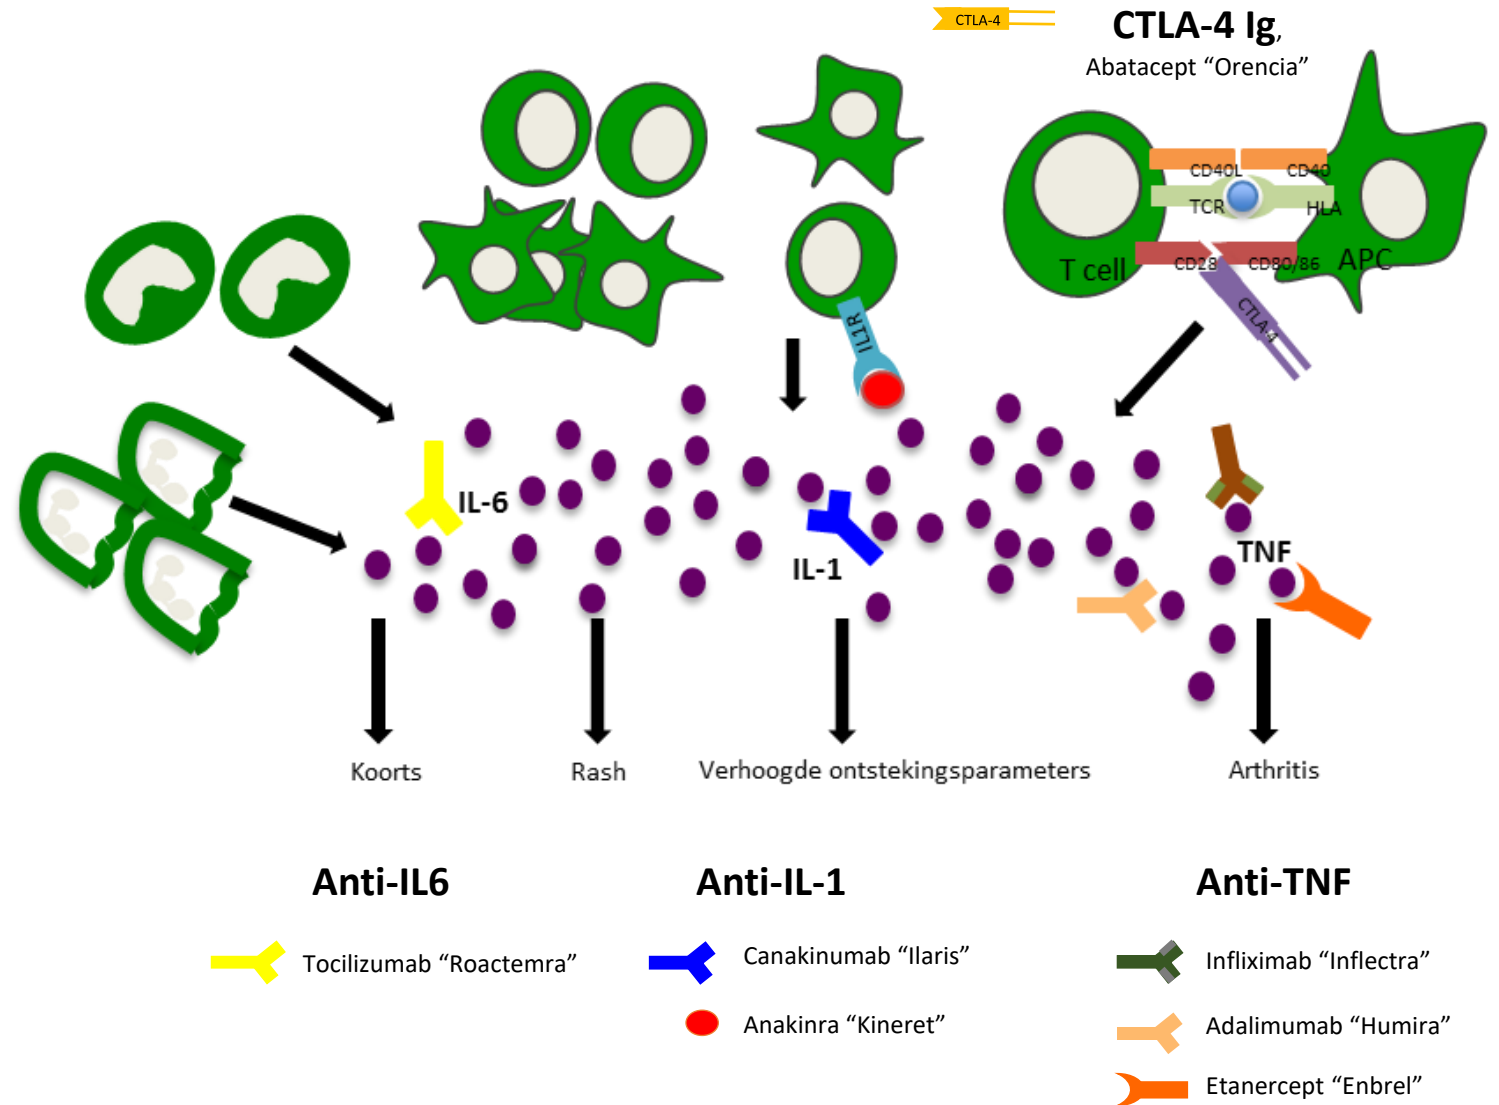 CTLA-4
CTLA-4 Ig,
Abatacept “Orencia”
CD40L
CD40
TCR
HLA
T cell
CD28
CD80/86
APC
CTLA-4
IL1R
IL-6
IL-1
TNF
Koorts
Rash
Verhoogde ontstekingsparameters
Arthritis
Anti-IL6
Anti-IL-1
Anti-TNF
Tocilizumab “Roactemra”
Canakinumab “Ilaris”
Infliximab “Inflectra”
Anakinra “Kineret”
Adalimumab “Humira”
Etanercept “Enbrel”